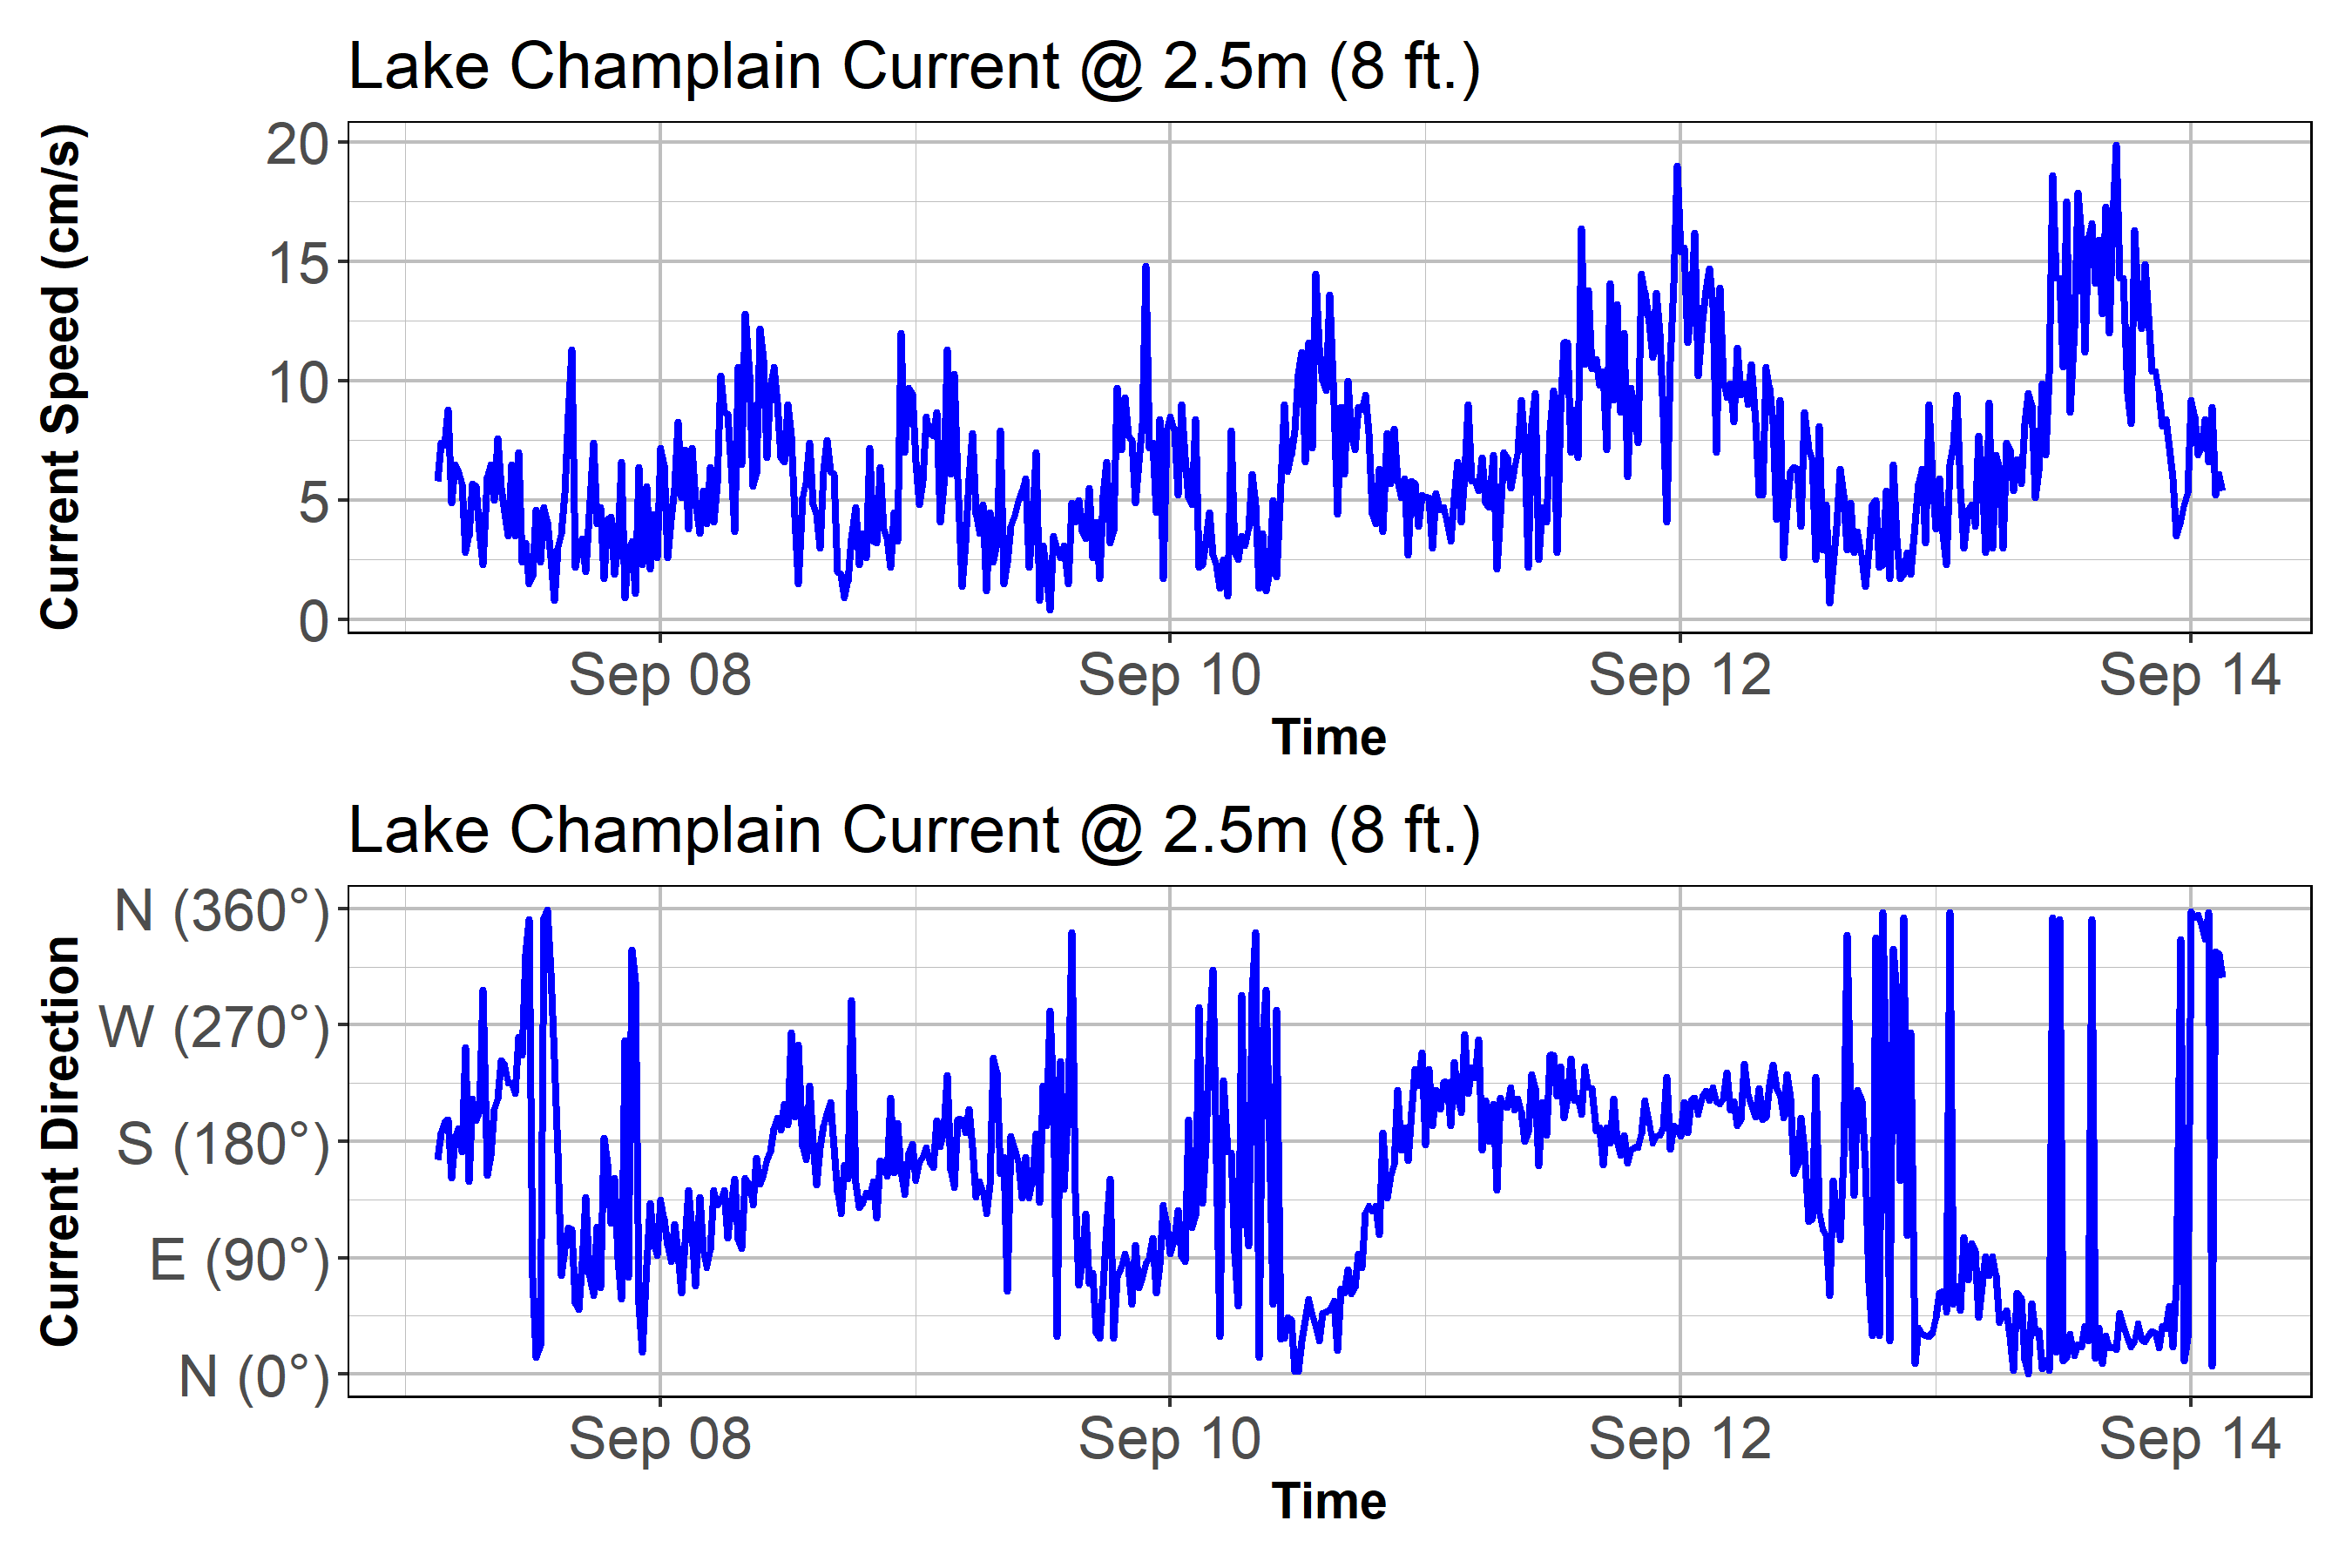 Lake Champlain Current @ 2.5m (8 ft.)
Current Speed (cm/s)
20
15
10
5
0
Sep 08 Sep 10 Sep 12 Sep 14
Time
Lake Champlain Current @ 2.5m (8 ft.)
Current Direction
N (360°)
W (270°)
S (180°)
E (90°)
N (0°)
Sep 08 Sep 10 Sep 12 Sep 14
Time